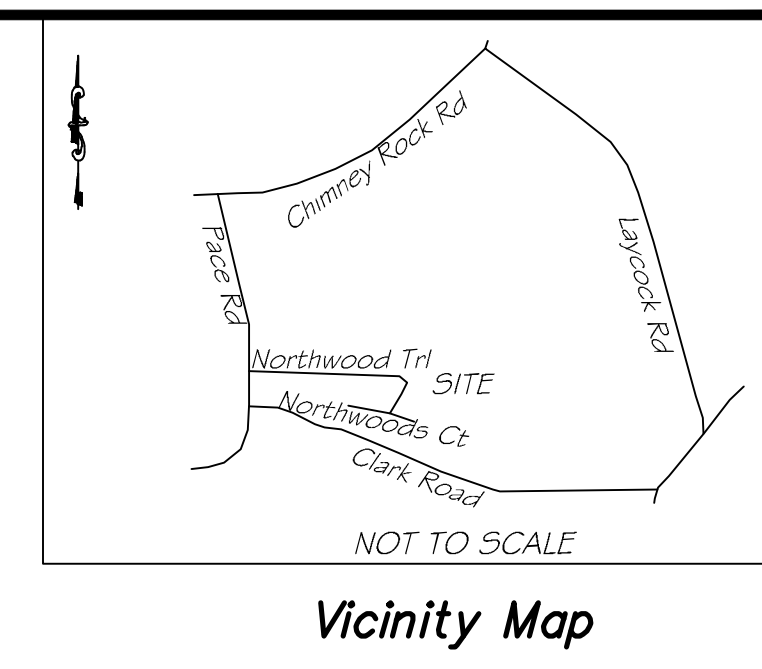 Chimney Rock Rd
Pace Rd
Laycock Rd
Northwood Trl
SITE
Northwoods Ct
Clark Road
NOT TO SCALE
Vicinity Map